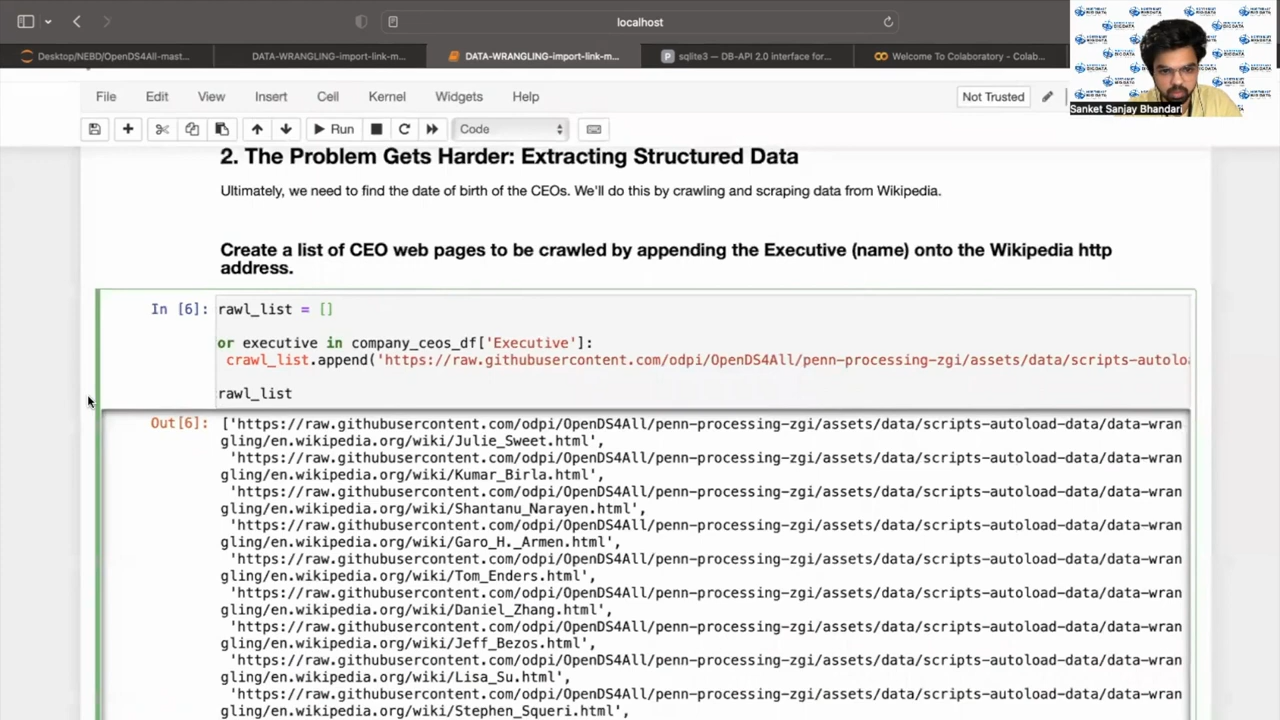 localhost
Desktop/NEBD/OpenDS4All-mast...
DATA-WRANGLING-import-link-m...
DATA-WRANGLING-import-link-m...
sqlite3 — DB-API 2.0 interface for...
Welcome To Colaboratory - Colab...
Sanket Sanjay Bhandari
File Edit View Insert Cell Kernel Widgets Help
Not Trusted
Run
Code
2. The Problem Gets Harder: Extracting Structured Data
Ultimately, we need to find the date of birth of the CEOs. We'll do this by crawling and scraping data from Wikipedia.
Create a list of CEO web pages to be crawled by appending the Executive (name) onto the Wikipedia http
address.
In [6]: rawl_list = []
or executive in company_ceos_df['Executive']:
crawl_list.append('https://raw.githubusercontent.com/odpi/OpenDS4All/penn-processing-zgi/assets/data/scripts-autoloa
rawl_list
Out[6]: ['https://raw.githubusercontent.com/odpi/OpenDS4All/penn-processing-zgi/assets/data/scripts-autoload-data/data-wran
gling/en.wikipedia.org/wiki/Julie_Sweet.html',
'https://raw.githubusercontent.com/odpi/OpenDS4All/penn-processing-zgi/assets/data/scripts-autoload-data/data-wran
gling/en.wikipedia.org/wiki/Kumar_Birla.html',
'https://raw.githubusercontent.com/odpi/OpenDS4All/penn-processing-zgi/assets/data/scripts-autoload-data/data-wran
gling/en.wikipedia.org/wiki/Shantanu_Narayen.html',
'https://raw.githubusercontent.com/odpi/OpenDS4All/penn-processing-zgi/assets/data/scripts-autoload-data/data-wran
gling/en.wikipedia.org/wiki/Garo_H._Armen.html',
'https://raw.githubusercontent.com/odpi/OpenDS4All/penn-processing-zgi/assets/data/scripts-autoload-data/data-wran
gling/en.wikipedia.org/wiki/Tom_Enders.html',
'https://raw.githubusercontent.com/odpi/OpenDS4All/penn-processing-zgi/assets/data/scripts-autoload-data/data-wran
gling/en.wikipedia.org/wiki/Daniel_Zhang.html',
'https://raw.githubusercontent.com/odpi/OpenDS4All/penn-processing-zgi/assets/data/scripts-autoload-data/data-wran
gling/en.wikipedia.org/wiki/Jeff_Bezos.html',
'https://raw.githubusercontent.com/odpi/OpenDS4All/penn-processing-zgi/assets/data/scripts-autoload-data/data-wran
gling/en.wikipedia.org/wiki/Lisa_Su.html',
'https://raw.githubusercontent.com/odpi/OpenDS4All/penn-processing-zgi/assets/data/scripts-autoload-data/data-wran
gling/en.wikipedia.org/wiki/Stephen_Squeri.html',